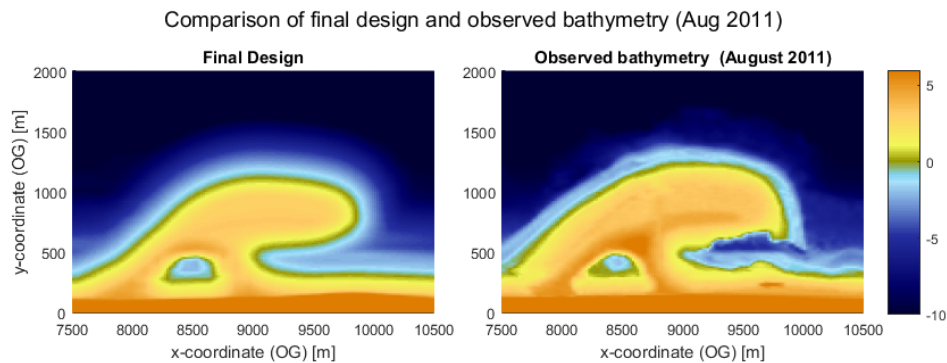 Comparison of final design and observed bathymetry (Aug 2011)
Final Design
Observed bathymetry (August 2011)
y-coordinate (OG) [m]
2000
1500
1000
500
0
7500 8000 8500 9000 9500 10000 10500
x-coordinate (OG) [m]
2000
1500
1000
500
0
7500 8000 8500 9000 9500 10000 10500
x-coordinate (OG) [m]
5
0
-5
-10